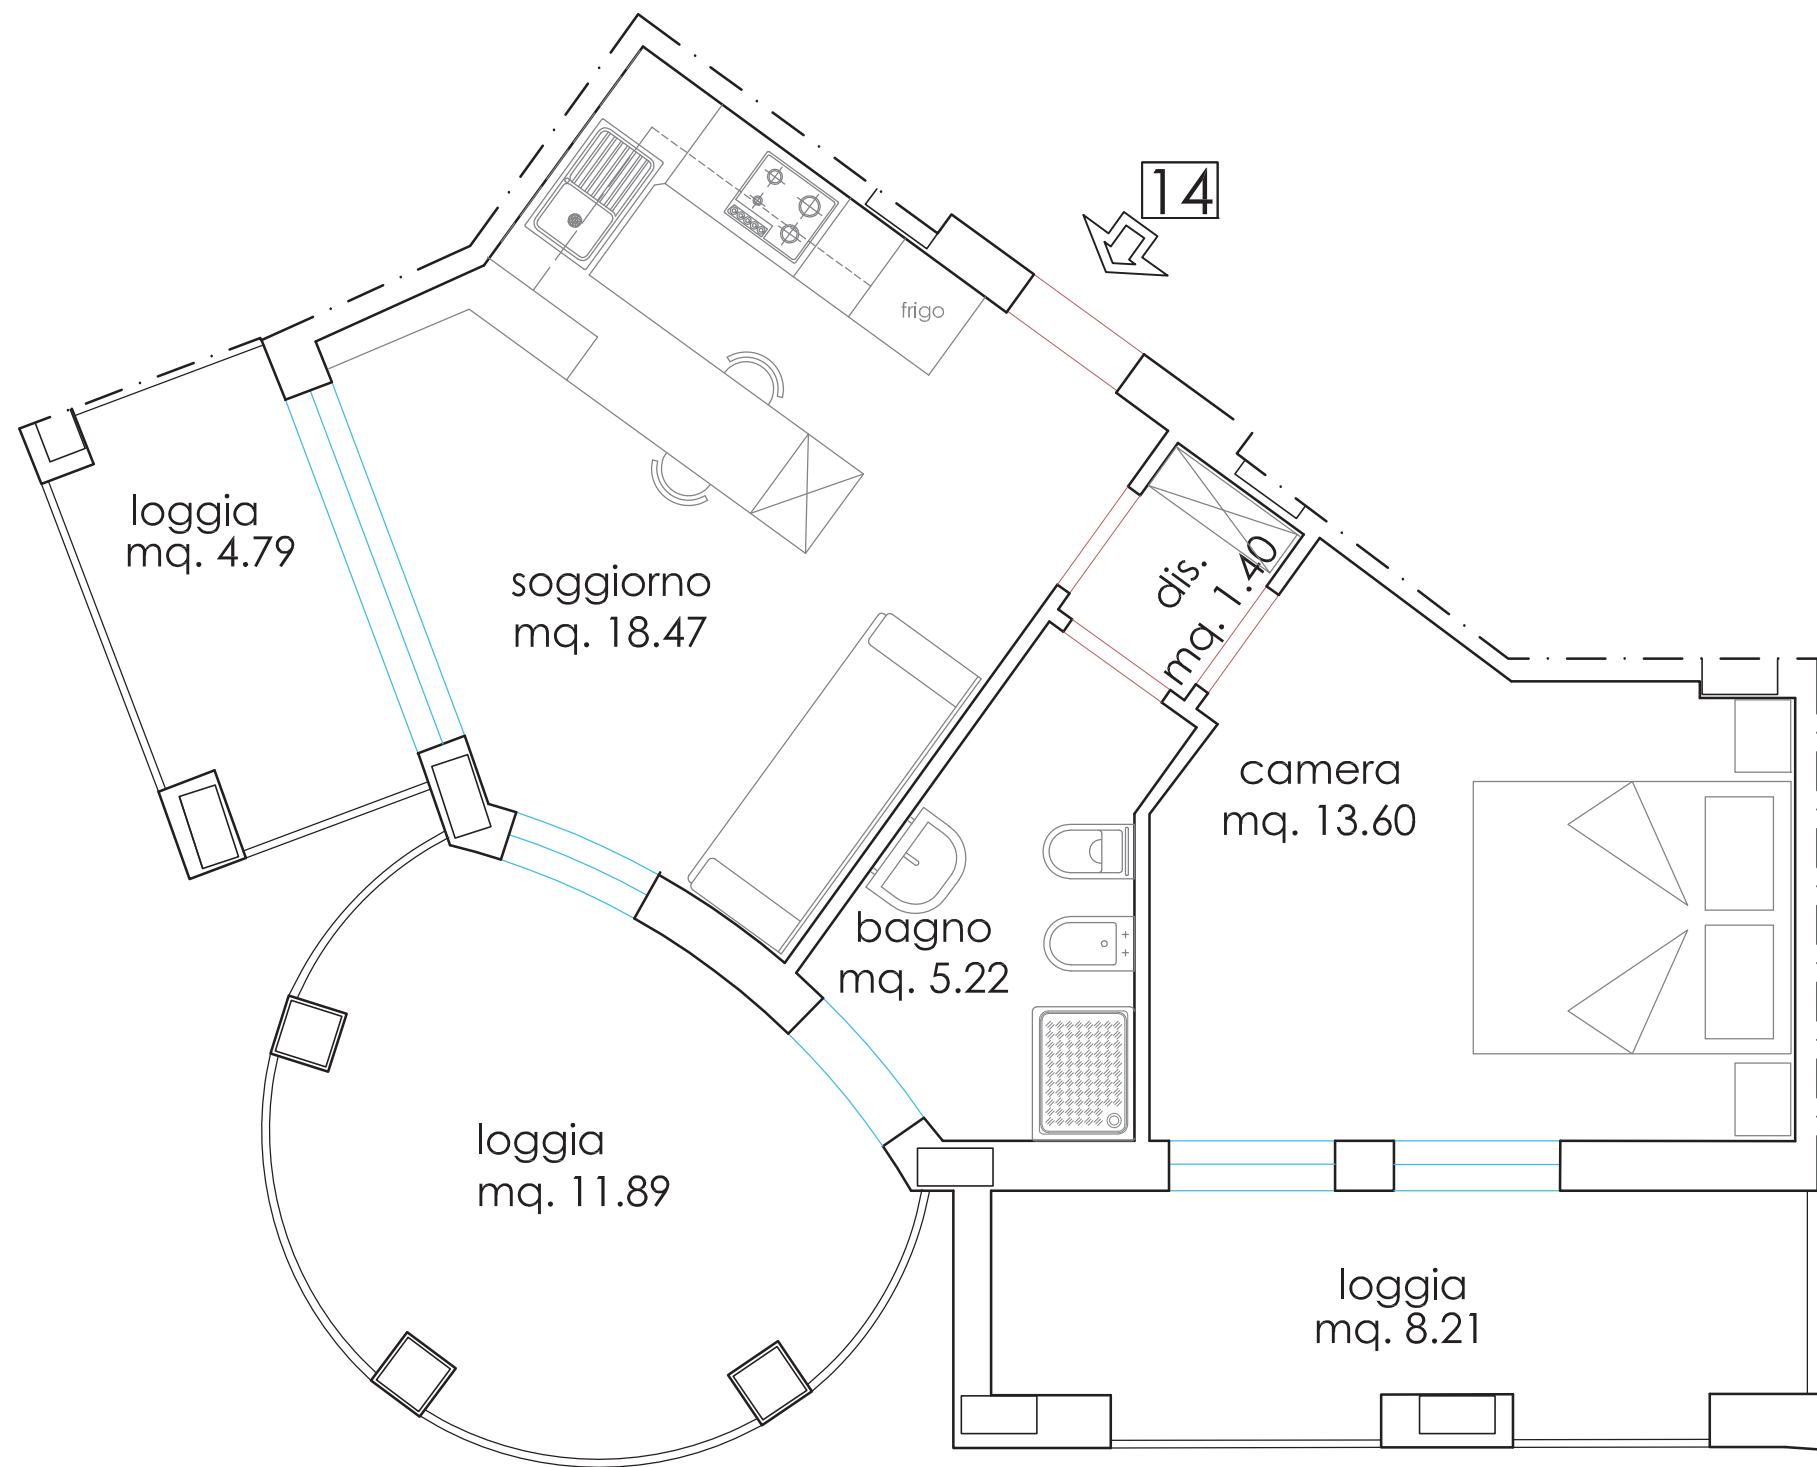 14
frigo
loggia
mq. 4.79
soggiorno
mq. 18.47
dis.
mq. 1.40
camera
mq. 13.60
bagno
mq. 5.22
loggia
mq. 11.89
loggia
mq. 8.21